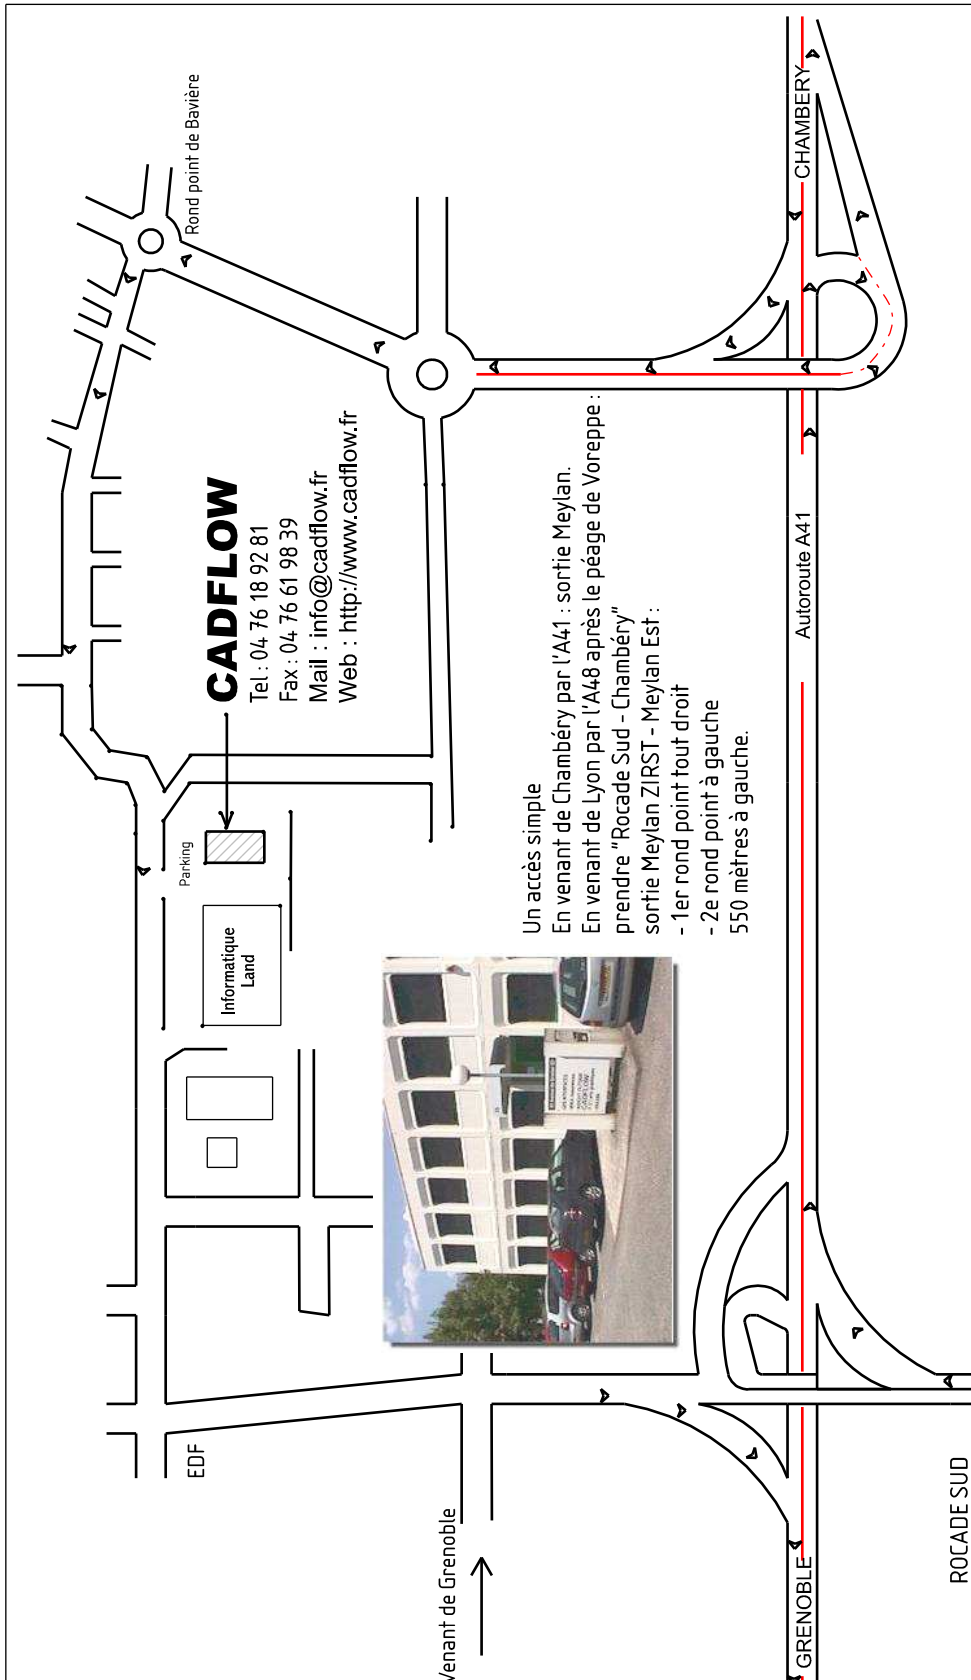 Rond point de Bavière
CADFLOW
Tel : 04 76 18 92 81
Fax : 04 76 61 98 39
Mail : info@cadflow.fr
Web : http://www.cadflow.fr
Parking
Informatique
Land
EDF
Venant de Grenoble
Un accès simple
En venant de Chambéry par l'A41 : sortie Meylan.
En venant de Lyon par l'A48 après le péage de Voreppe :
prendre "Rocade Sud - Chambéry"
sortie Meylan ZIRST - Meylan Est :
- 1er rond point tout droit
- 2e rond point à gauche
550 mètres à gauche.
CADFLOW
GRENOBLE
Autoroute A41
CHAMBERY
ROCADE SUD